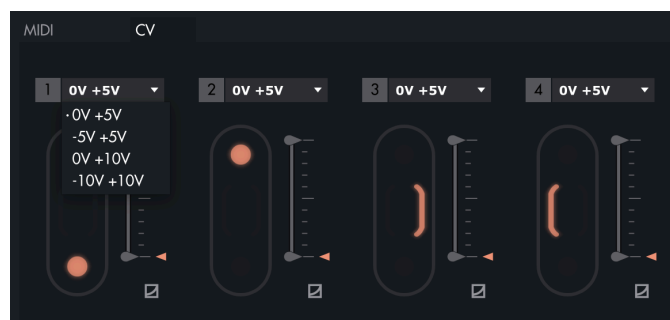 MIDI CV
1 0V +5V 2 0V +5V 3 0V +5V 4 0V +5V
·0V +5V
-5V +5V
0V +10V
-10V +10V